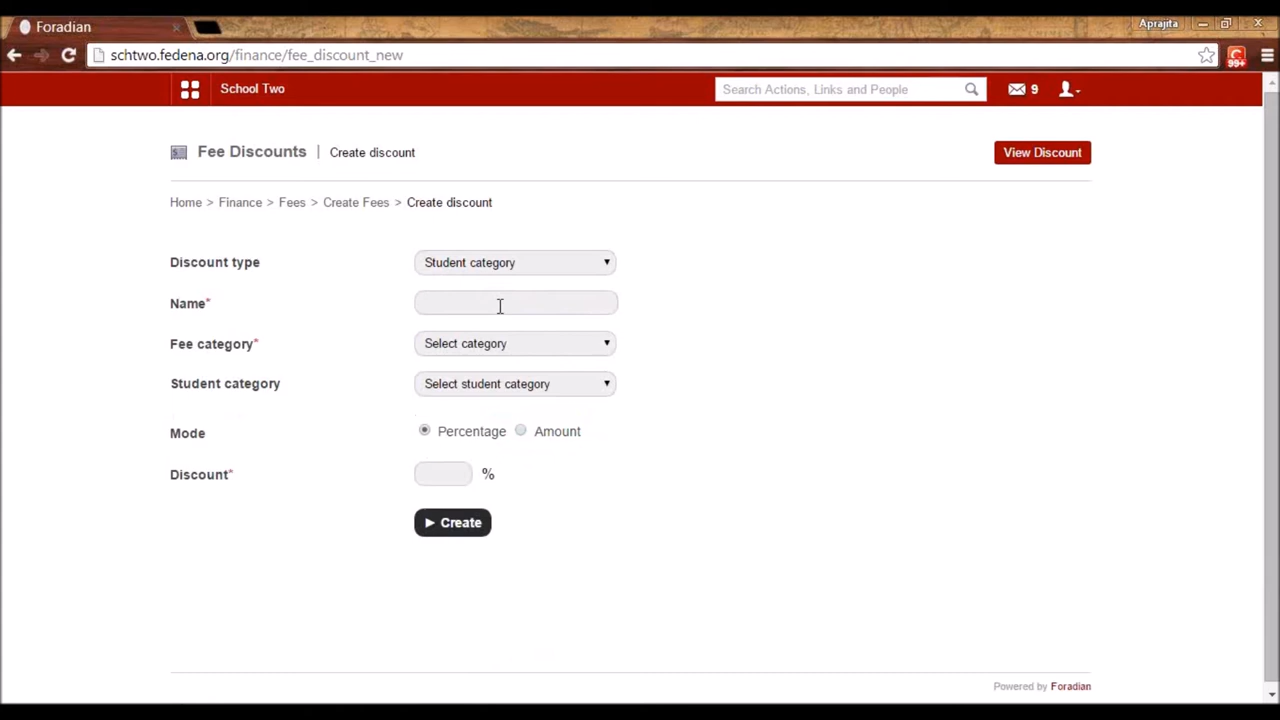 Foradian
Aprajita
schtwo.fedena.org/finance/fee_discount_new
99+
School Two
Search Actions, Links and People
9
Fee Discounts | Create discount
View Discount
Home > Finance > Fees > Create Fees > Create discount
Discount type Student category
Name*
Fee category* Select category
Student category Select student category
Mode Percentage Amount
Discount* %
Create
Powered by Foradian